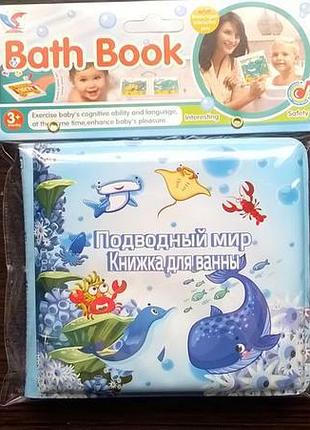 Bath Book
3+
Exercise baby's cognitive ability and language,
at the same time,enhance baby's pleasure
Interesting
Safety
Подводный мир
Книжка для ванны